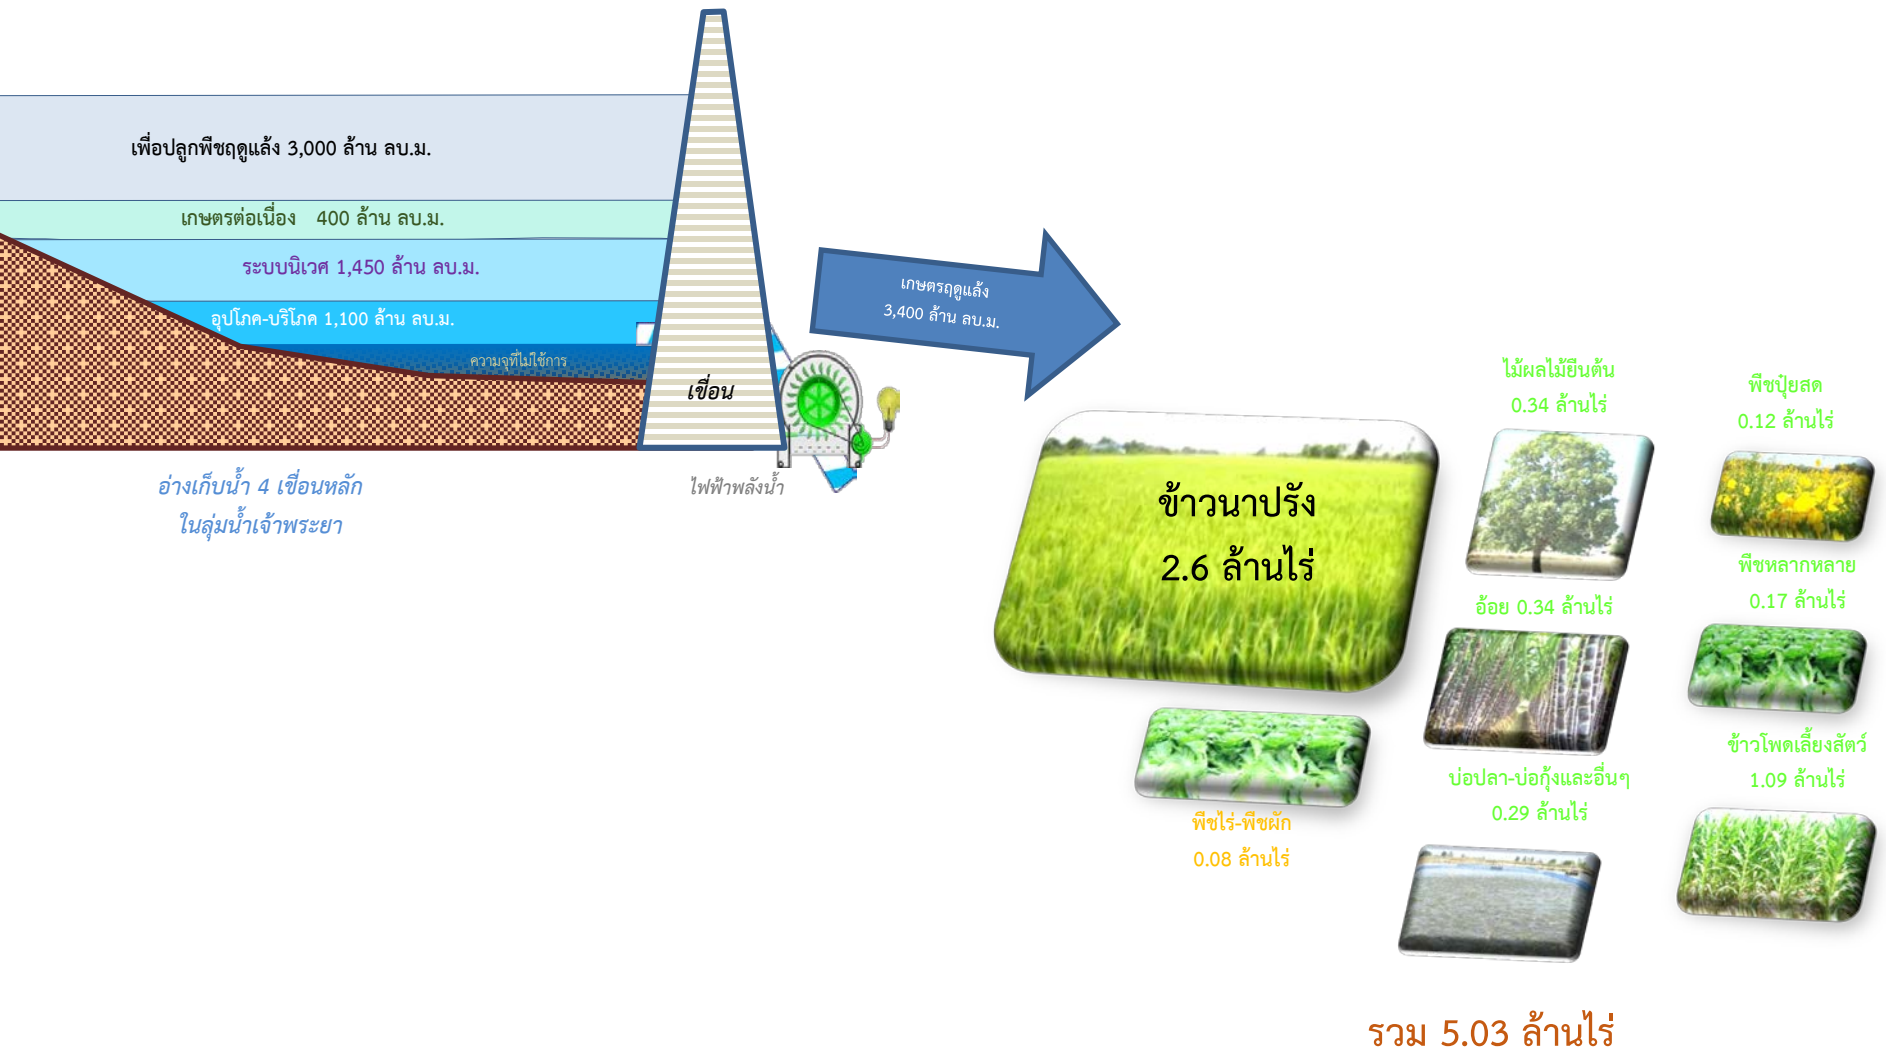 เพื่อปลูกพืชฤดูแล้ง 3,000 ล้าน ลบ.ม.
เกษตรต่อเนื่อง 400 ล้าน ลบ.ม.
ระบบนิเวศ 1,450 ล้าน ลบ.ม.
อุปโภค-บริโภค 1,100 ล้าน ลบ.ม.
ความจุที่ไม่ใช้การ
เขื่อน
อ่างเก็บน้ำ 4 เขื่อนหลัก
ในลุ่มน้ำเจ้าพระยา
ไฟฟ้าพลังน้ำ
เกษตรฤดูแล้ง
3,400 ล้าน ลบ.ม.
ข้าวนาปรัง
2.6 ล้านไร่
พืชไร่-พืชผัก
0.08 ล้านไร่
ไม้ผลไม้ยืนต้น
0.34 ล้านไร่
อ้อย 0.34 ล้านไร่
บ่อปลา-บ่อกุ้งและอื่นๆ
0.29 ล้านไร่
พืชปุ๋ยสด
0.12 ล้านไร่
พืชหลากหลาย
0.17 ล้านไร่
ข้าวโพดเลี้ยงสัตว์
1.09 ล้านไร่
รวม 5.03 ล้านไร่